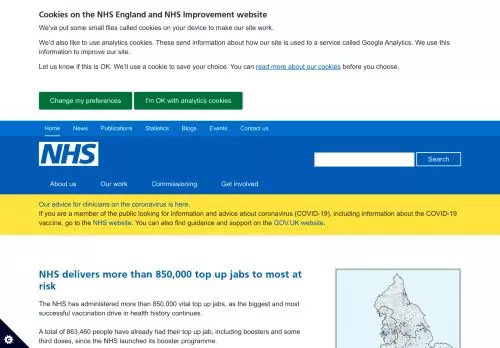 Cookies on the NHS England and NHS Improvement website
We've put some small files called cookies on your device to make our site work.
We'd also like to use analytics cookies. These send information about how our site is used to a service called Google Analytics. We use this
information to improve our site.
Let us know if this is OK. We'll use a cookie to save your choice. You can read more about our cookies before you choose.
Change my preferences
I'm OK with analytics cookies
Home
News
Publications
Statistics
Blogs
Events
Contact us
NHS
Search
About us
Our work
Commissioning
Get involved
Our advice for clinicians on the coronavirus is here.
If you are a member of the public looking for information and advice about coronavirus (COVID-19), including information about the COVID-19
vaccine, go to the NHS website. You can also find guidance and support on the GOV.UK website.
NHS delivers more than 850,000 top up jabs to most at
risk
The NHS has administered more than 850,000 vital top up jabs, as the biggest and most
successful vaccination drive in health history continues.
A total of 863,460 people have already had their top up jab, including boosters and some
third doses, since the NHS launched its booster programme.